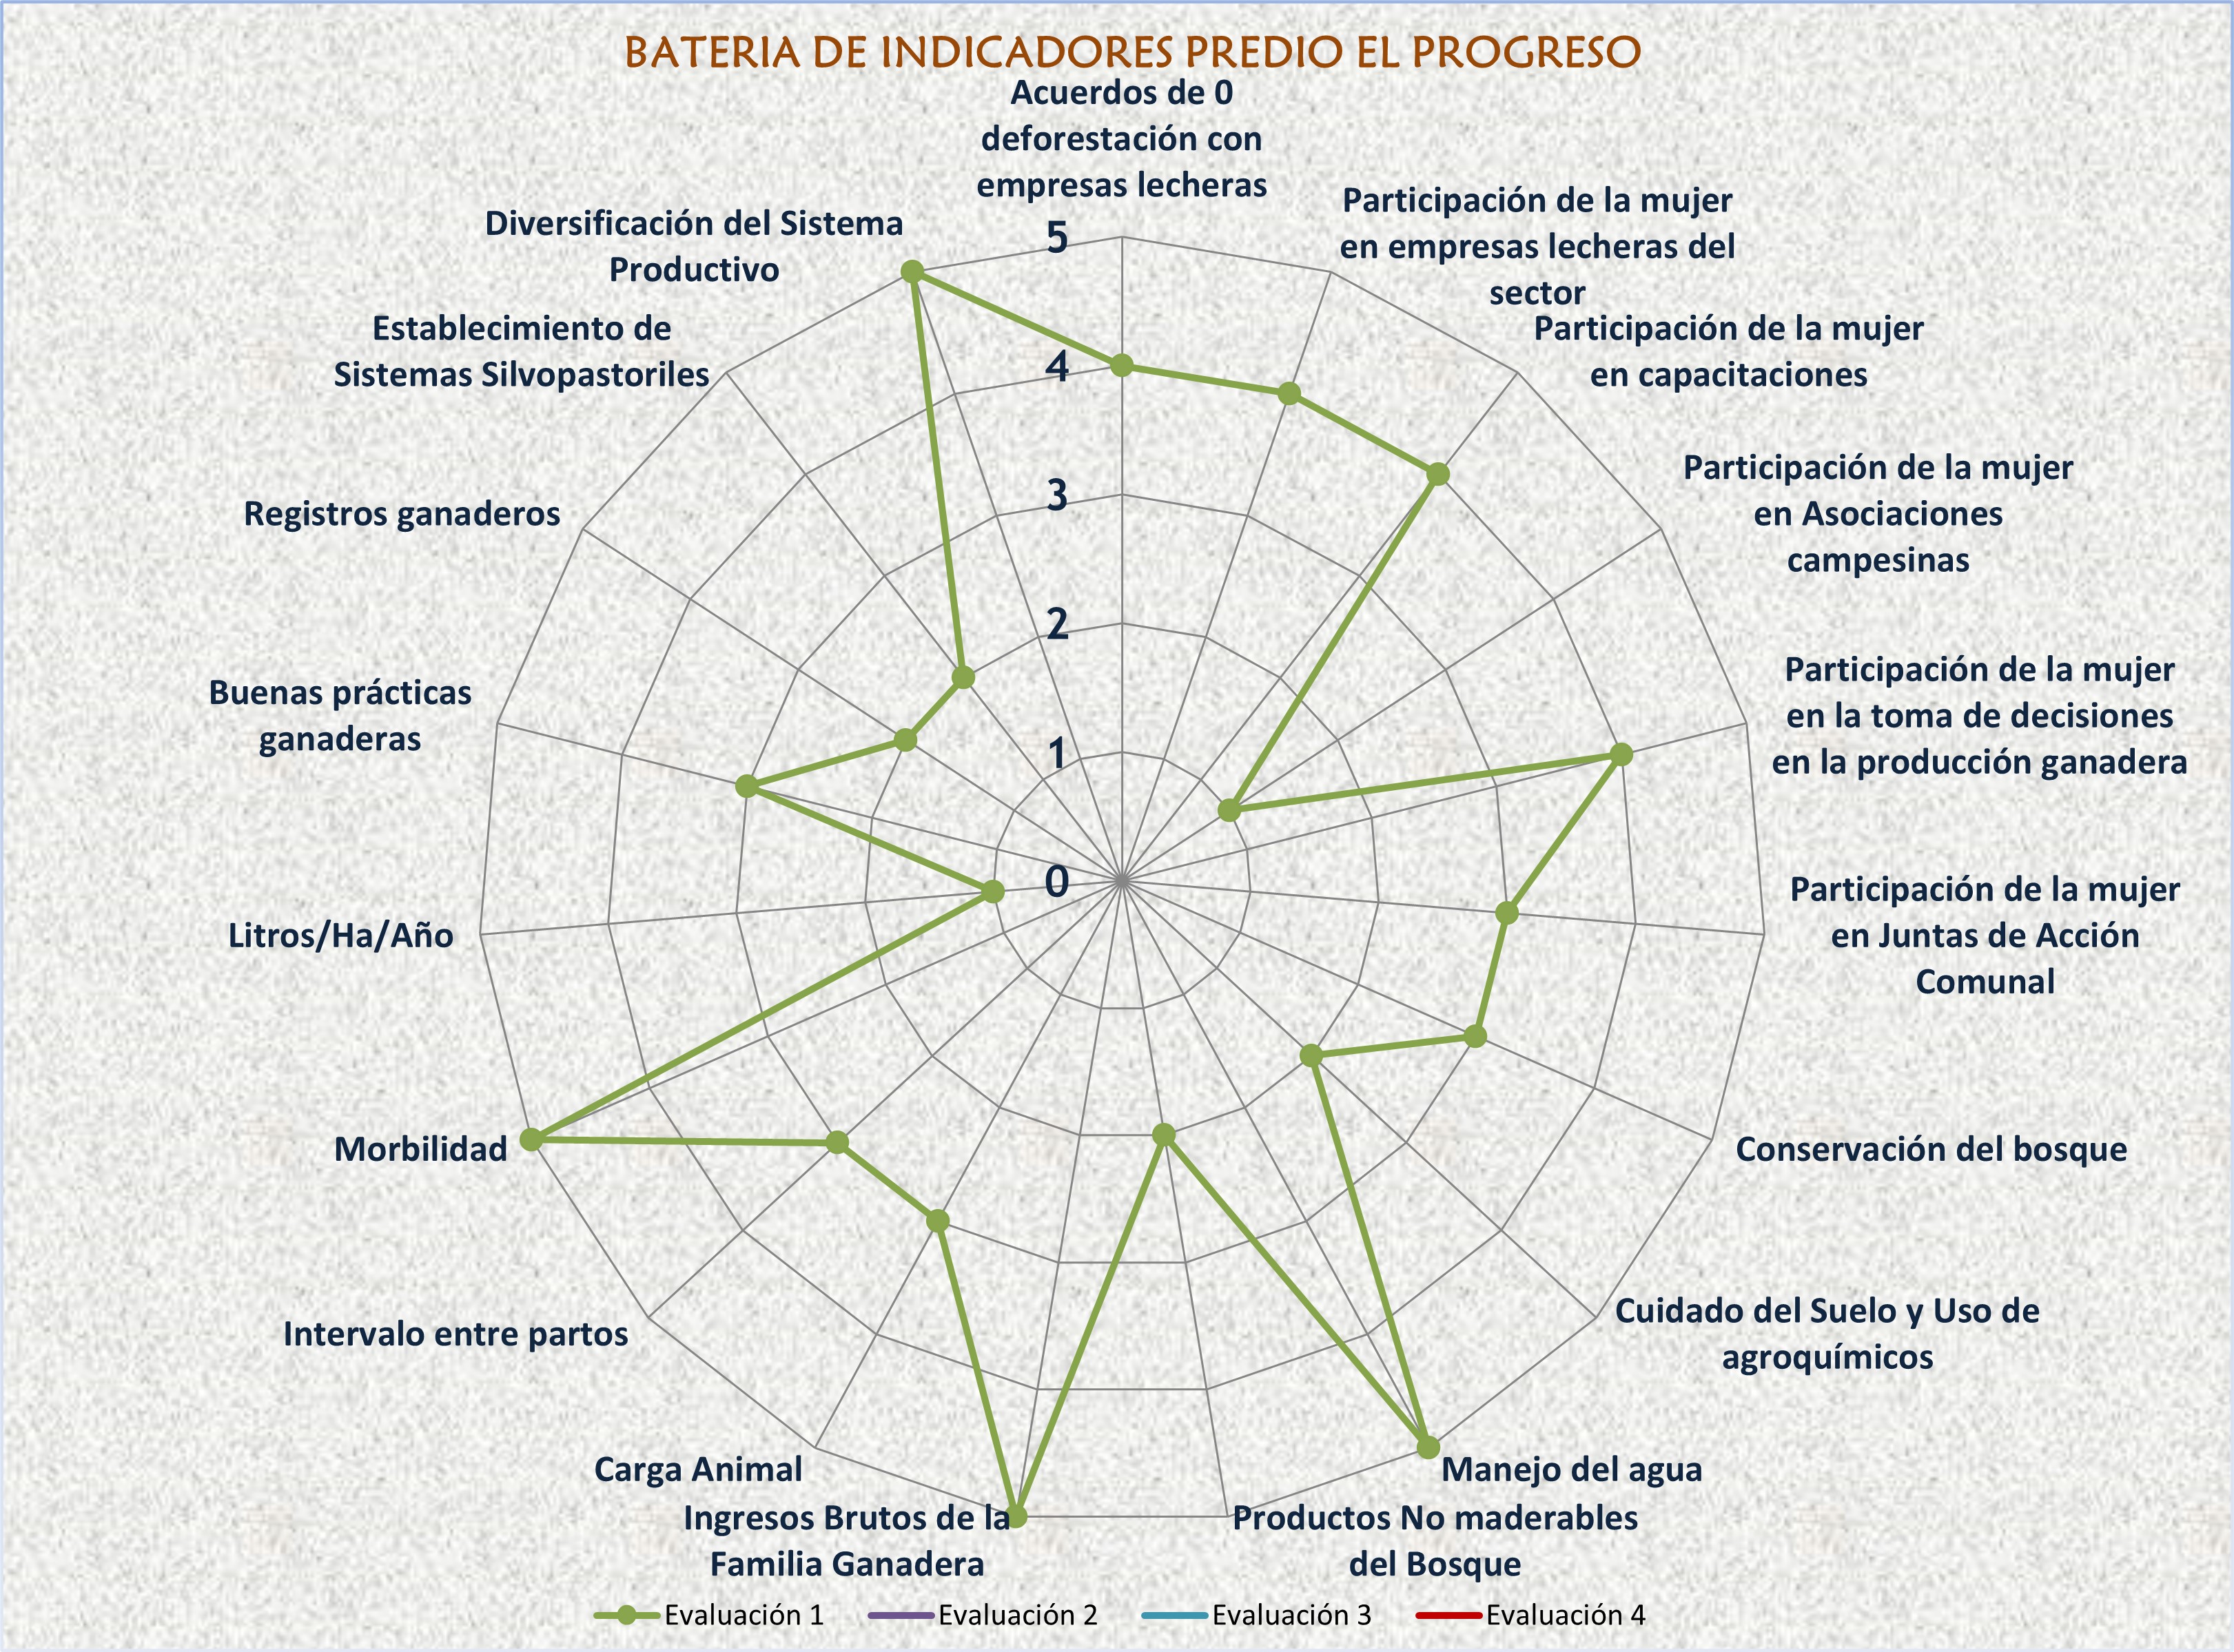 BATERIA DE INDICADORES PREDIO EL PROGRESO
Acuerdos de 0
deforestación con
empresas lecheras
Participación de la mujer
en empresas lecheras del
sector
Participación de la mujer
en capacitaciones
Participación de la mujer
en Asociaciones
campesinas
Participación de la mujer
en la toma de decisiones
en la producción ganadera
Participación de la mujer
en Juntas de Acción
Comunal
Conservación del bosque
Cuidado del Suelo y Uso de
agroquímicos
Manejo del agua
Productos No maderables
del Bosque
Ingresos Brutos de la
Familia Ganadera
Carga Animal
Intervalo entre partos
Morbilidad
Litros/Ha/Año
Buenas prácticas
ganaderas
Registros ganaderos
Establecimiento de
Sistemas Silvopastoriles
Diversificación del Sistema
Productivo
5
4
3
2
1
0
Evaluación 1 Evaluación 2 Evaluación 3 Evaluación 4